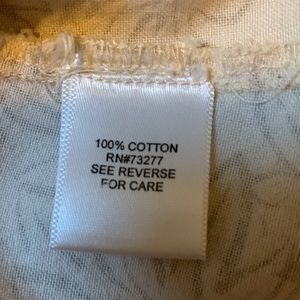 100% COTTON
RN#73277
SEE REVERSE
FOR CARE